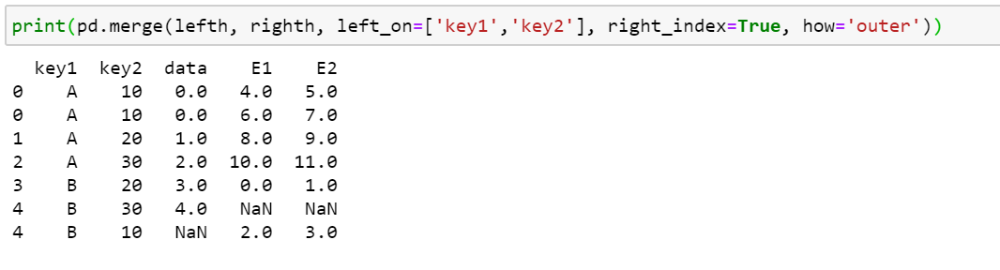 print(pd.merge(lefth, righth, left_on=['key1','key2'], right_index=True, how='outer'))
  key1  key2  data    E1    E2
0    A    10   0.0   4.0   5.0
0    A    10   0.0   6.0   7.0
1    A    20   1.0   8.0   9.0
2    A    30   2.0  10.0  11.0
3    B    20   3.0   0.0   1.0
4    B    30   4.0   NaN   NaN
4    B    10   NaN   2.0   3.0